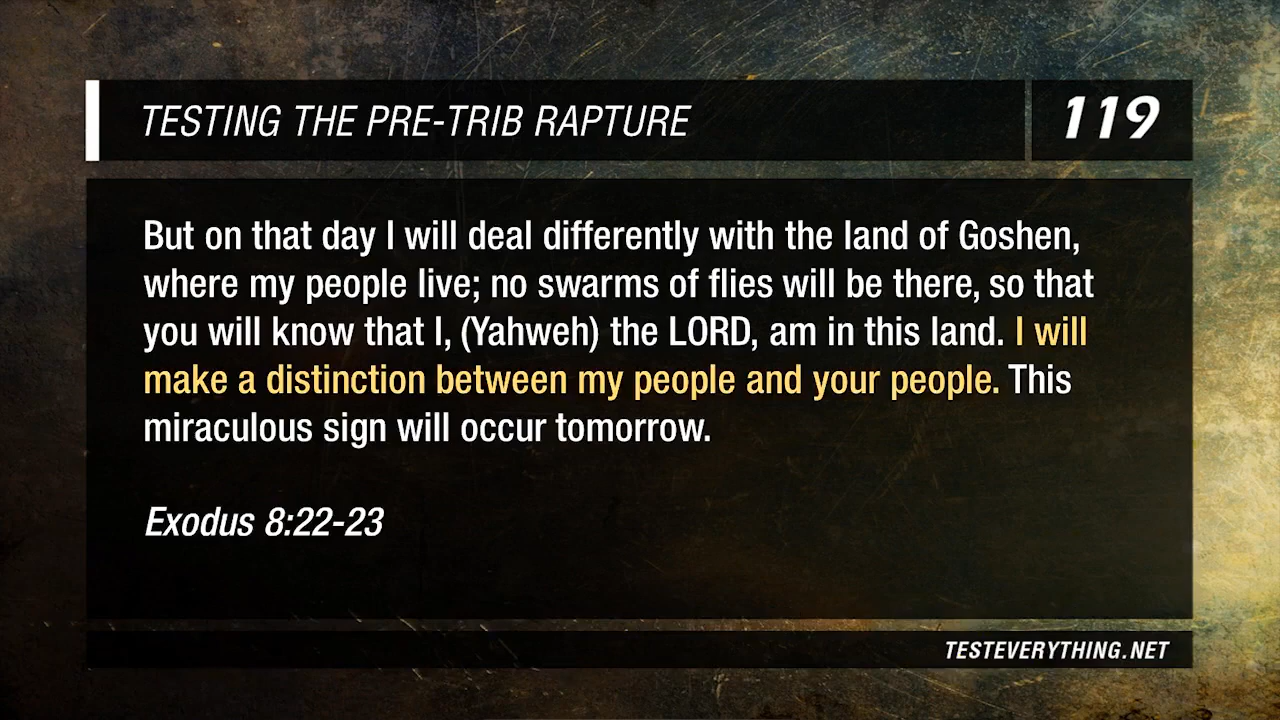 TESTING THE PRE-TRIB RAPTURE
119
But on that day I will deal differently with the land of Goshen,
where my people live; no swarms of flies will be there, so that
you will know that I, (Yahweh) the LORD, am in this land. I will
make a distinction between my people and your people. This
miraculous sign will occur tomorrow.
Exodus 8:22-23
TESTEVERYTHING.NET